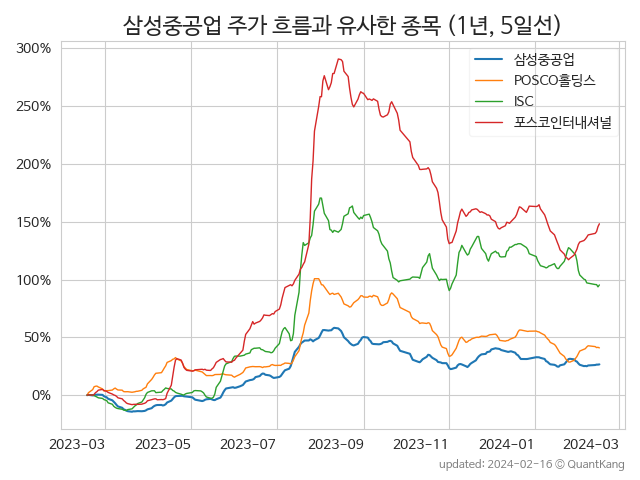 삼성중공업 주가 흐름과 유사한 종목 (1년, 5일선)
300%
250%
200%
150%
100%
50%
0%
삼성중공업
POSCO홀딩스
ISC
포스코인터내셔널
2023-03
2023-05
2023-07
2023-09
2023-11
2024-01
2024-03
updated: 2024-02-16 © QuantKang